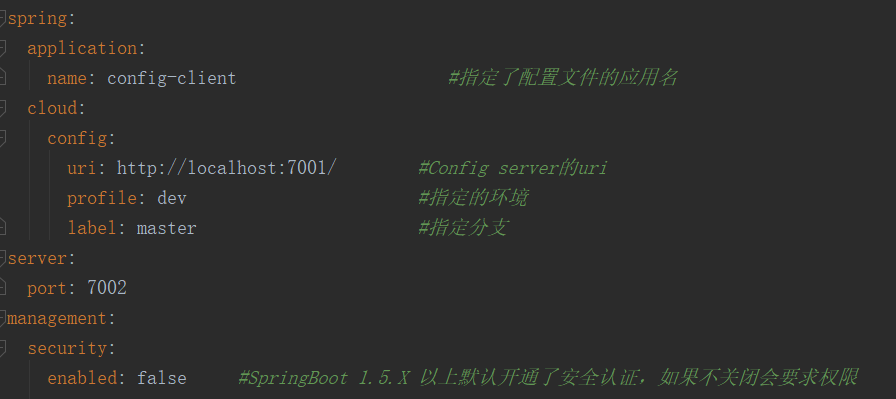 spring:
  application:
    name: config-client                     #指定了配置文件的应用名
  cloud:
    config:
      uri: http://localhost:7001/        #Config server的uri
      profile: dev                       #指定的环境
      label: master                      #指定分支
server:
  port: 7002
management:
  security:
    enabled: false     #SpringBoot 1.5.X 以上默认开通了安全认证，如果不关闭会要求权限